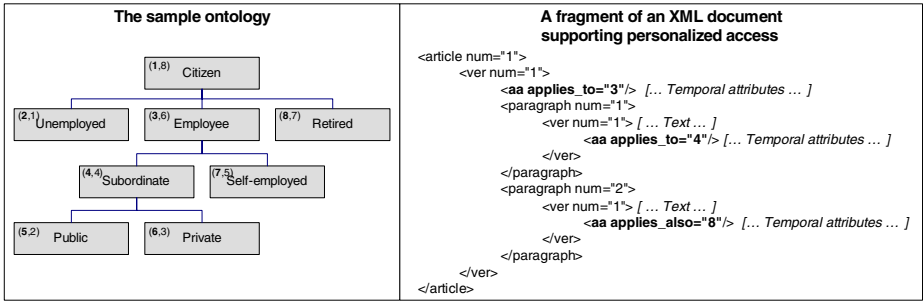 The sample ontology
(1,8) Citizen
(2,1) Unemployed
(3,6) Employee
(8,7) Retired
(4,4) Subordinate
(7,5) Self-employed
(5,2) Public
(6,3) Private
A fragment of an XML document
supporting personalized access
<article num="1">
<ver num="1">
<aa applies_to="3"/> [… Temporal attributes … ]
<paragraph num="1">
<ver num="1"> [ … Text … ]
<aa applies_to="4"/> [… Temporal attributes … ]
</ver>
</paragraph>
<paragraph num="2">
<ver num="1"> [ … Text … ]
<aa applies_also="8"/> [… Temporal attributes … ]
</ver>
</paragraph>
</ver>
</article>